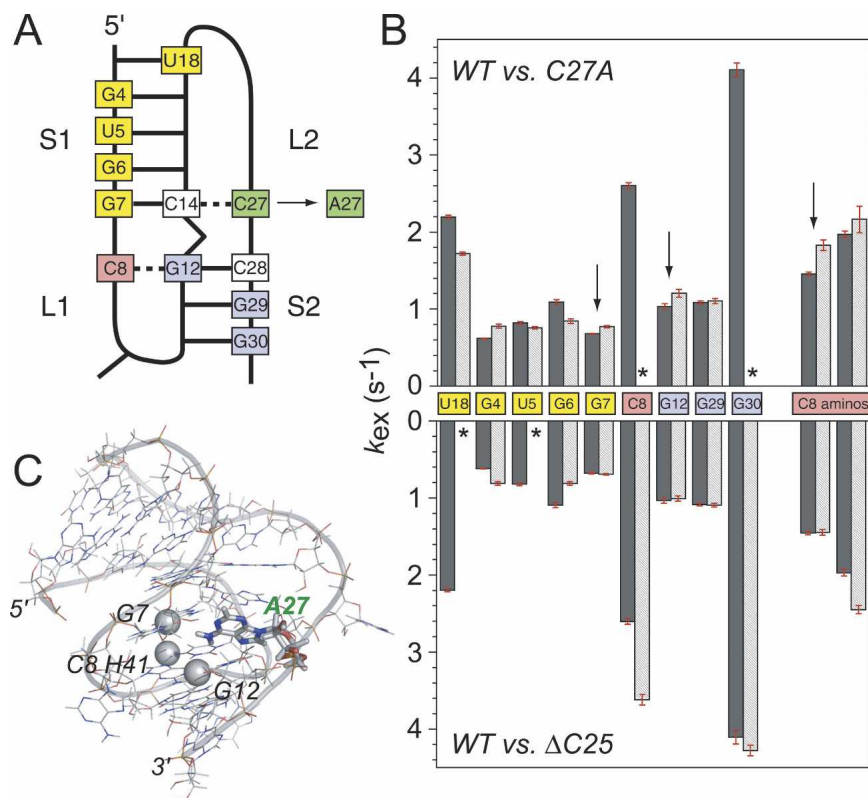 A
5'
U18
G4
U5
S1
L2
G6
G7
C14
C27
A27
C8
G12
C28
L1
G29
S2
G30
B
WT vs. C27A
4
3
2
1
0
*
*
kex (s-1)
U18
G4
U5
G6
G7
C8
G12
G29
G30
C8 aminos
0
*
*
1
2
3
4
WT vs. ΔC25
C
5'
G7
A27
C8 H41
G12
3'